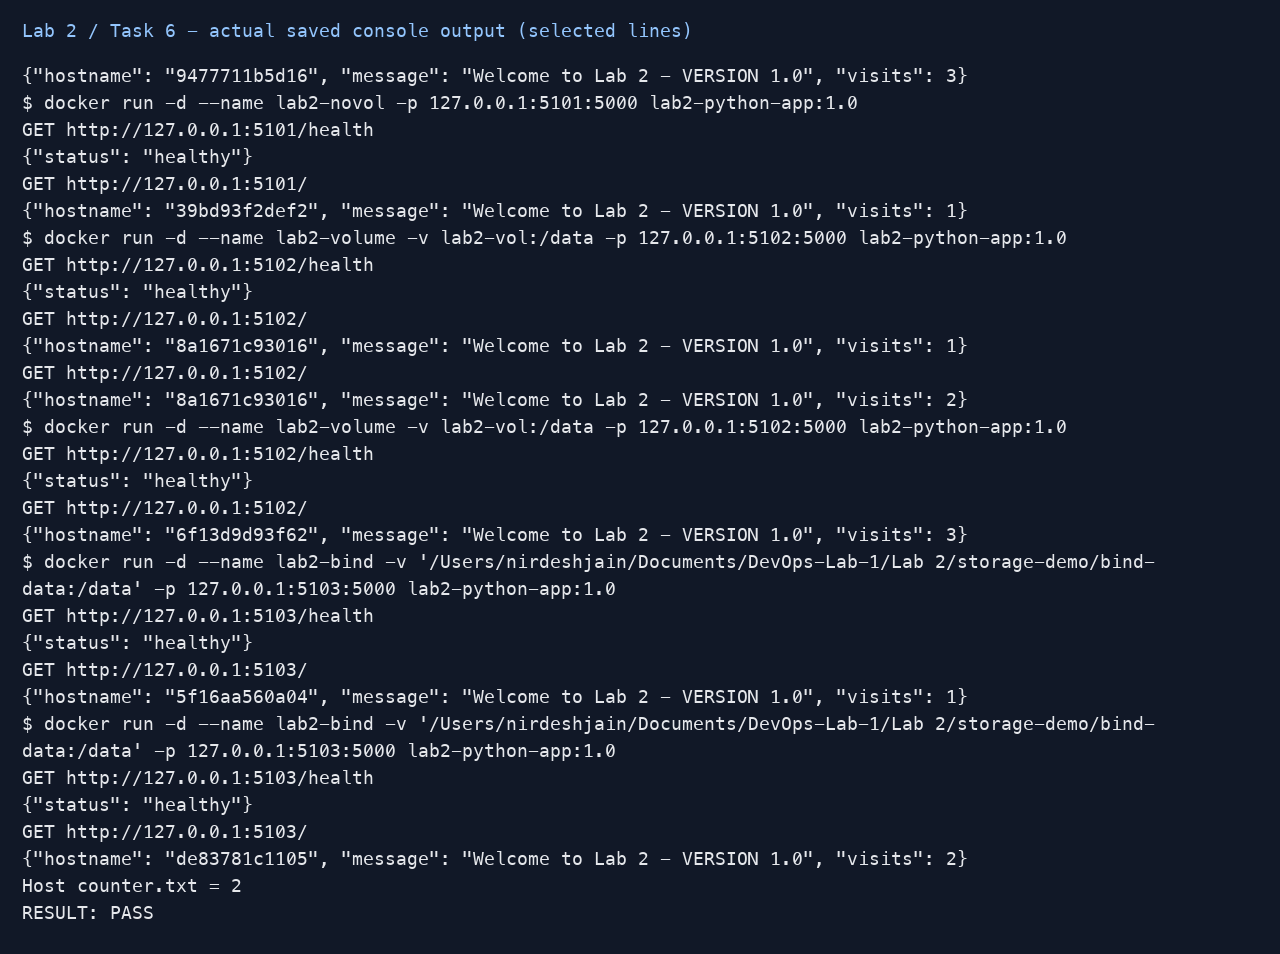 Lab 2 / Task 6 — actual saved console output (selected lines)
{"hostname": "9477711b5d16", "message": "Welcome to Lab 2 — VERSION 1.0", "visits": 3}
$ docker run -d --name lab2-novol -p 127.0.0.1:5101:5000 lab2-python-app:1.0
GET http://127.0.0.1:5101/health
{"status": "healthy"}
GET http://127.0.0.1:5101/
{"hostname": "39bd93f2def2", "message": "Welcome to Lab 2 — VERSION 1.0", "visits": 1}
$ docker run -d --name lab2-volume -v lab2-vol:/data -p 127.0.0.1:5102:5000 lab2-python-app:1.0
GET http://127.0.0.1:5102/health
{"status": "healthy"}
GET http://127.0.0.1:5102/
{"hostname": "8a1671c93016", "message": "Welcome to Lab 2 — VERSION 1.0", "visits": 1}
GET http://127.0.0.1:5102/
{"hostname": "8a1671c93016", "message": "Welcome to Lab 2 — VERSION 1.0", "visits": 2}
$ docker run -d --name lab2-volume -v lab2-vol:/data -p 127.0.0.1:5102:5000 lab2-python-app:1.0
GET http://127.0.0.1:5102/health
{"status": "healthy"}
GET http://127.0.0.1:5102/
{"hostname": "6f13d9d93f62", "message": "Welcome to Lab 2 — VERSION 1.0", "visits": 3}
$ docker run -d --name lab2-bind -v '/Users/nirdeshjain/Documents/DevOps-Lab-1/Lab 2/storage-demo/bind-
data:/data' -p 127.0.0.1:5103:5000 lab2-python-app:1.0
GET http://127.0.0.1:5103/health
{"status": "healthy"}
GET http://127.0.0.1:5103/
{"hostname": "5f16aa560a04", "message": "Welcome to Lab 2 — VERSION 1.0", "visits": 1}
$ docker run -d --name lab2-bind -v '/Users/nirdeshjain/Documents/DevOps-Lab-1/Lab 2/storage-demo/bind-
data:/data' -p 127.0.0.1:5103:5000 lab2-python-app:1.0
GET http://127.0.0.1:5103/health
{"status": "healthy"}
GET http://127.0.0.1:5103/
{"hostname": "de83781c1105", "message": "Welcome to Lab 2 — VERSION 1.0", "visits": 2}
Host counter.txt = 2
RESULT: PASS